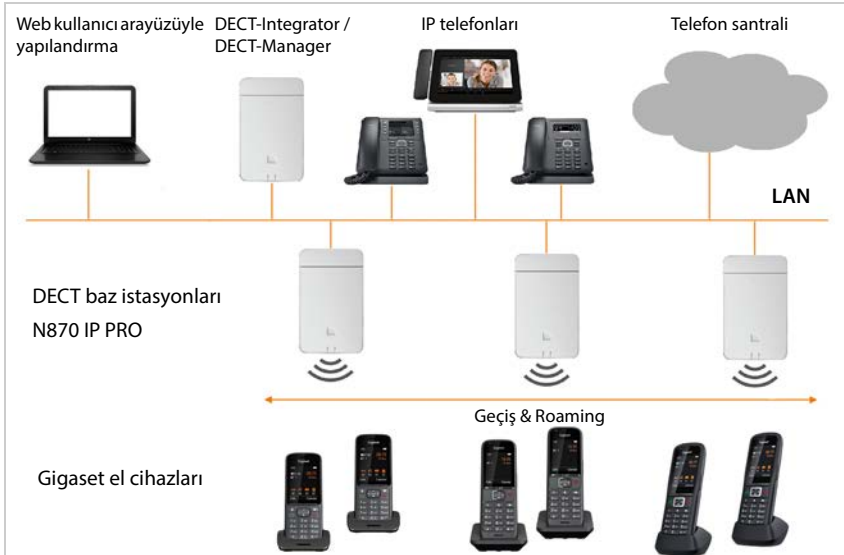 Web kullanıcı arayüzüyle
yapılandırma
DECT-Integrator /
DECT-Manager
IP telefonları
Telefon santrali
LAN
DECT baz istasyonları
N870 IP PRO
Geçiş & Roaming
Gigaset el cihazları